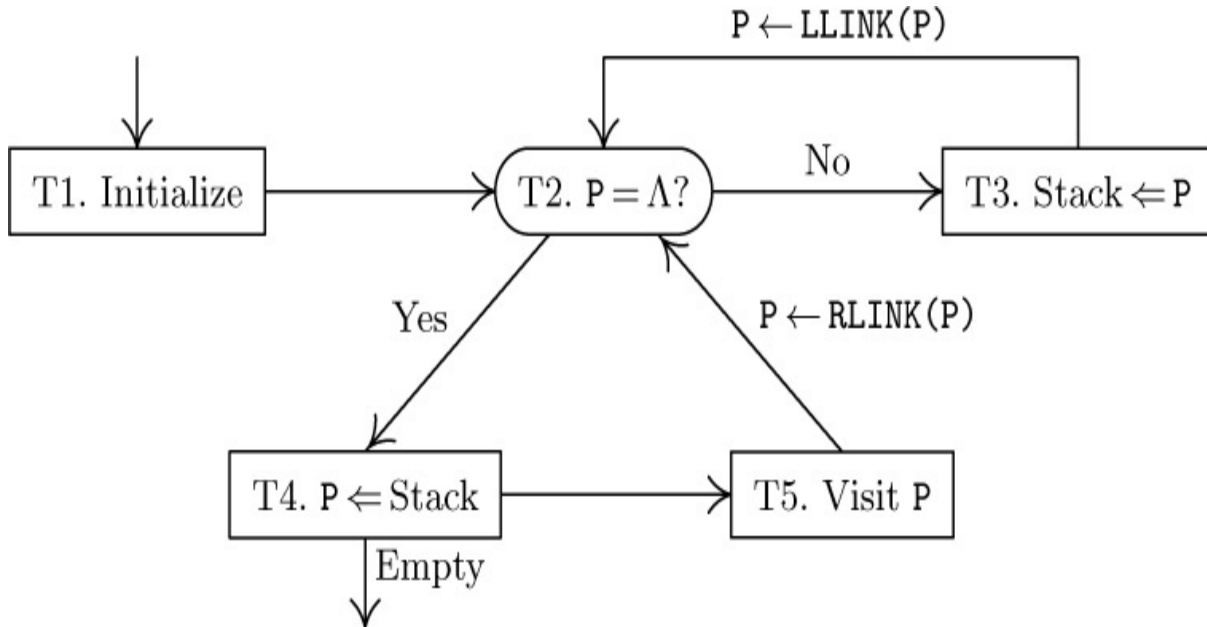 P ← LLINK(P)
T1. Initialize
T2. P = Λ?
No
T3. Stack ⇐ P
Yes
P ← RLINK(P)
T4. P ⇐ Stack
T5. Visit P
Empty